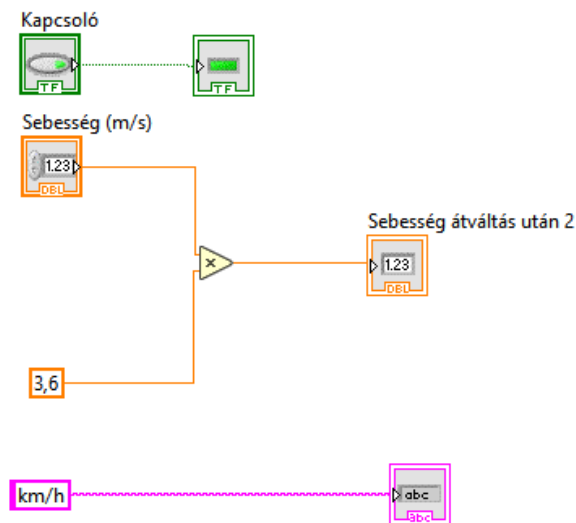 Kapcsoló
TF
TF
Sebesség (m/s)
1.23
DBL
Sebesség átváltás után 2
×
1.23
DBL
3,6
km/h
abc
abc